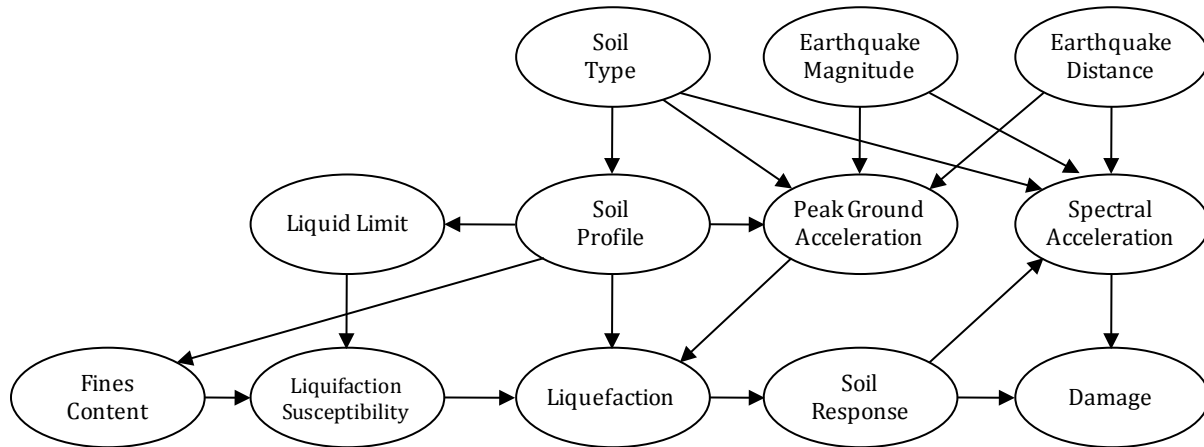 Soil
Type
Earthquake
Magnitude
Earthquake
Distance
Liquid Limit
Soil
Profile
Peak Ground
Acceleration
Spectral
Acceleration
Fines
Content
Liquifaction
Susceptibility
Liquefaction
Soil
Response
Damage